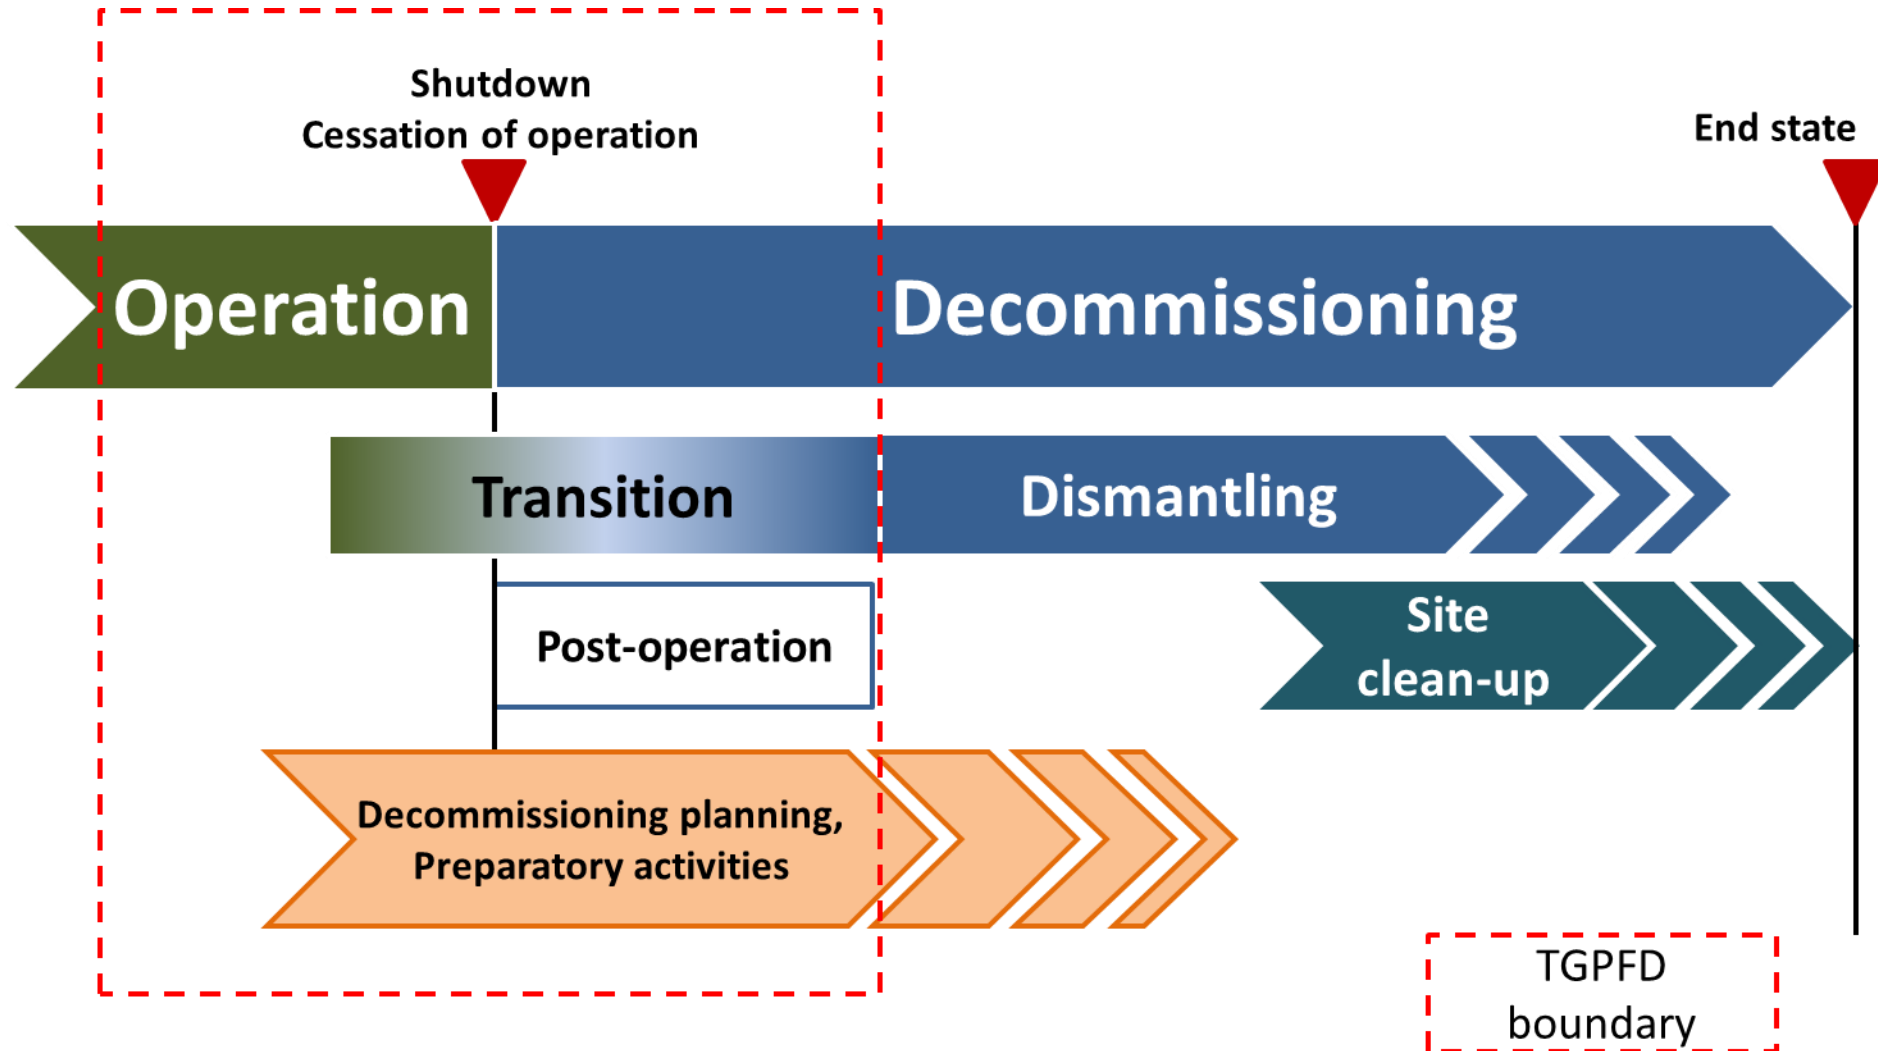 Shutdown
Cessation of operation
End state
Operation
Decommissioning
Transition
Dismantling
Post-operation
Site
clean-up
Decommissioning planning,
Preparatory activities
TGPFD
boundary